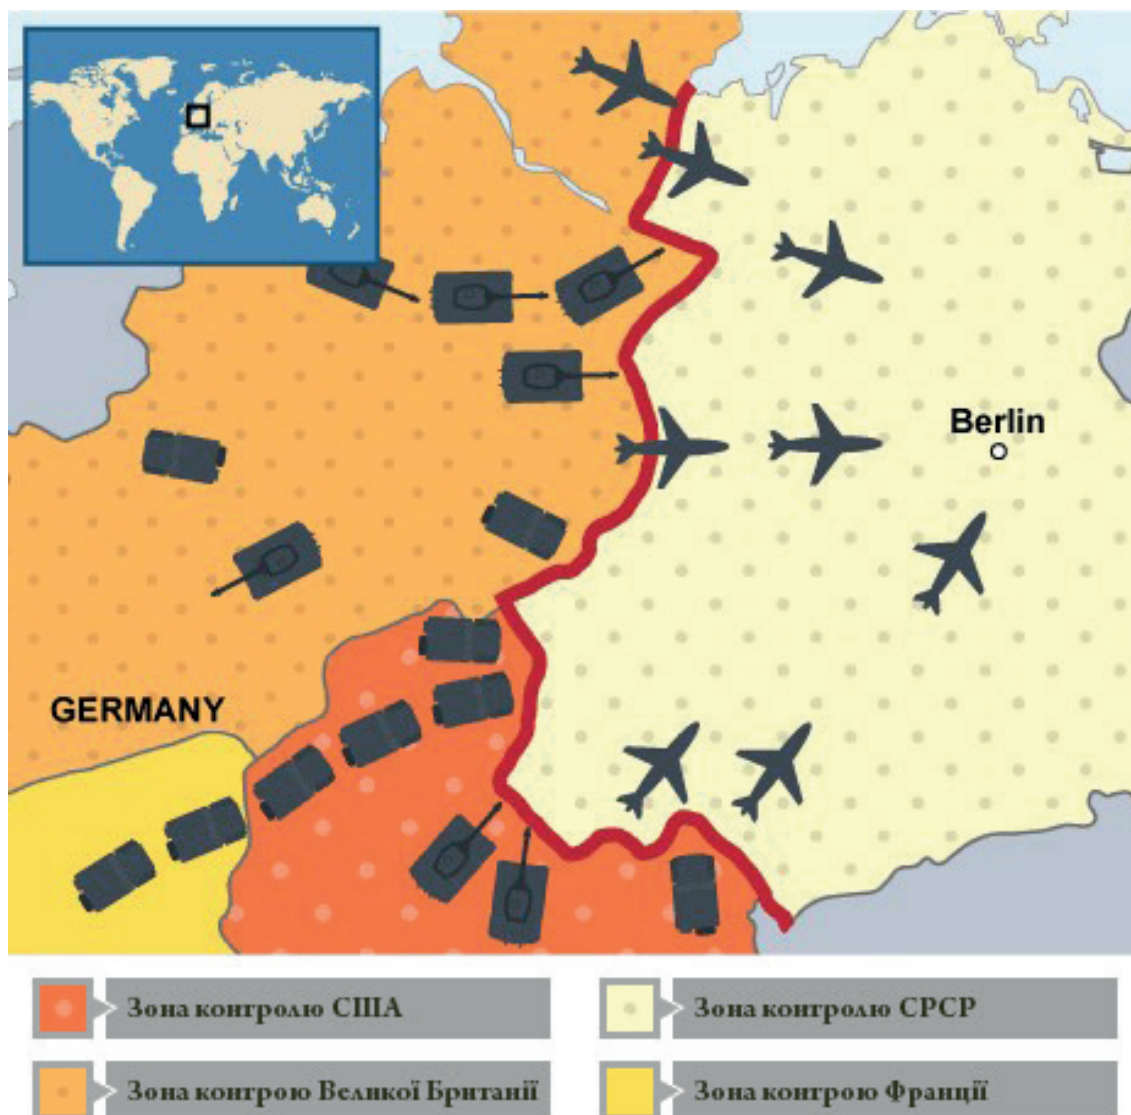 Berlin
GERMANY
Зона контролю США
Зона контролю СРСР
Зона контрою Великої Британії
Зона контрою Франції